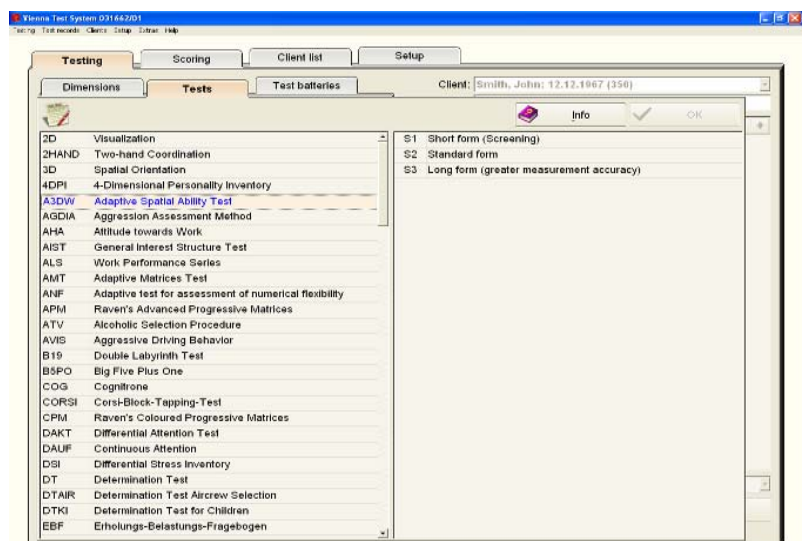 Vienna Test System 031662/01
Testing Test records Clients Setup Extras Help
Testing Scoring Client list Setup
Dimensions Tests Test batteries Client: Smith, John; 12.12.1967 (350)
Info OK
2D Visualization
2HAND Two-hand Coordination
3D Spatial Orientation
4DPI 4-Dimensional Personality Inventory
A3DW Adaptive Spatial Ability Test
AGDIA Aggression Assessment Method
AHA Attitude towards Work
AIST General Interest Structure Test
ALS Work Performance Series
AMT Adaptive Matrices Test
ANF Adaptive test for assessment of numerical flexibility
APM Raven's Advanced Progressive Matrices
ATV Alcoholic Selection Procedure
AVIS Aggressive Driving Behavior
B19 Double Labyrinth Test
B5PO Big Five Plus One
COG Cognitrone
CORSI Corsi-Block-Tapping-Test
CPM Raven's Coloured Progressive Matrices
DAKT Differential Attention Test
DAUF Continuous Attention
DSI Differential Stress Inventory
DT Determination Test
DTAIR Determination Test Aircrew Selection
DTKI Determination Test for Children
EBF Erholungs-Belastungs-Fragebogen
S1 Short form (Screening)
S2 Standard form
S3 Long form (greater measurement accuracy)